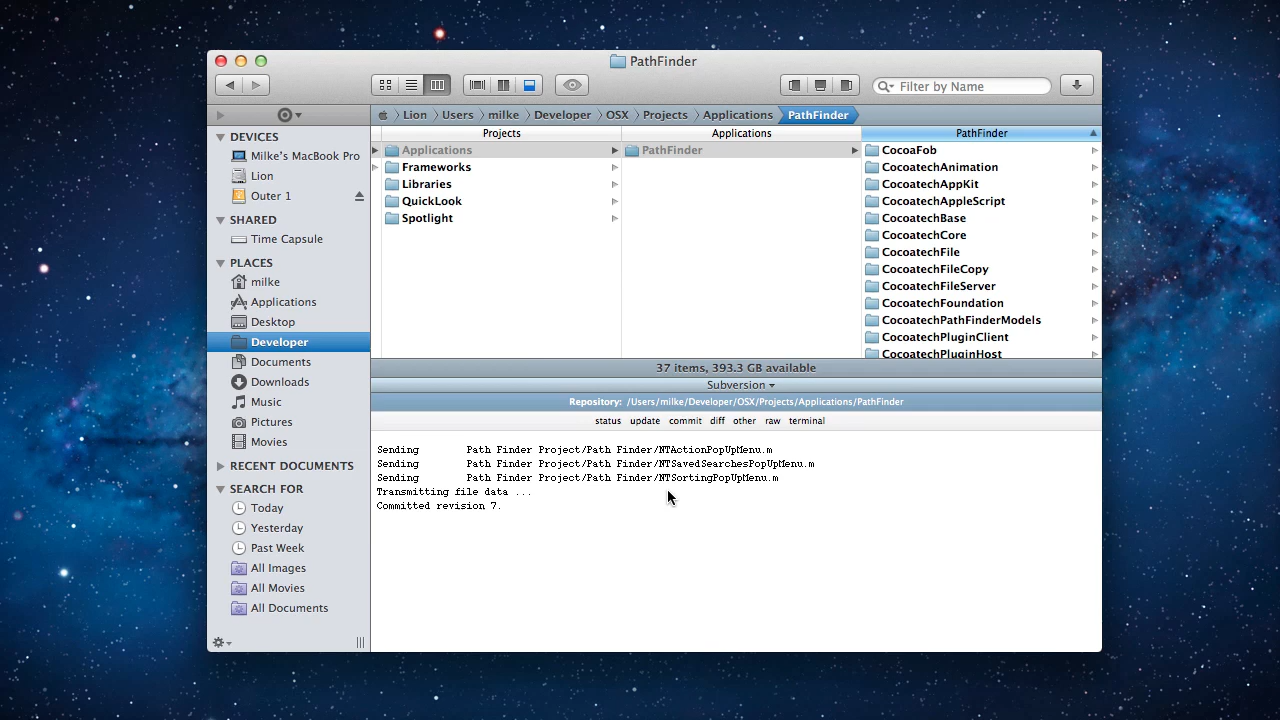 PathFinder
Filter by Name
Lion Users milke Developer OSX Projects Applications PathFinder
DEVICES
Milke's MacBook Pro
Lion
Outer 1
SHARED
Time Capsule
PLACES
milke
Applications
Desktop
Developer
Documents
Downloads
Music
Pictures
Movies
RECENT DOCUMENTS
SEARCH FOR
Today
Yesterday
Past Week
All Images
All Movies
All Documents
Projects
Applications
Frameworks
Libraries
QuickLook
Spotlight
Applications
PathFinder
PathFinder
CocoaFob
CocoatechAnimation
CocoatechAppKit
CocoatechAppleScript
CocoatechBase
CocoatechCore
CocoatechFile
CocoatechFileCopy
CocoatechFileServer
CocoatechFoundation
CocoatechPathFinderModels
CocoatechPluginClient
CocoatechPluginHost
37 items, 393.3 GB available
Subversion
Repository: /Users/milke/Developer/OSX/Projects/Applications/PathFinder
status update commit diff other raw terminal
Sending Path Finder Project/Path Finder/NTActionPopUpMenu.m
Sending Path Finder Project/Path Finder/NTSavedSearchesPopUpMenu.m
Sending Path Finder Project/Path Finder/NTSortingPopUpMenu.m
Transmitting file data ...
Committed revision 7.